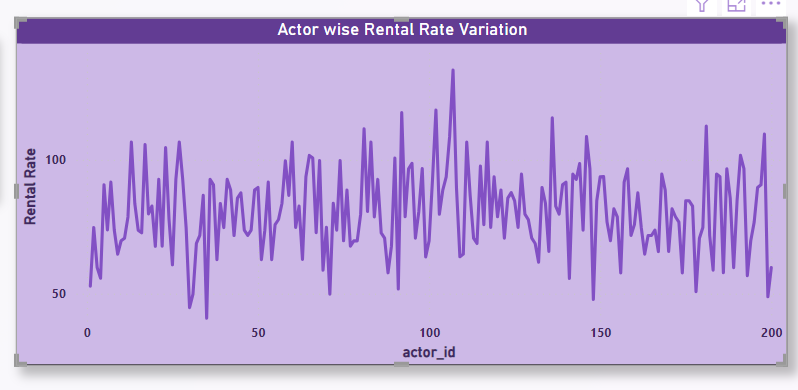 Actor wise Rental Rate Variation
Rental Rate
100
50
0 50 100 150 200
actor_id